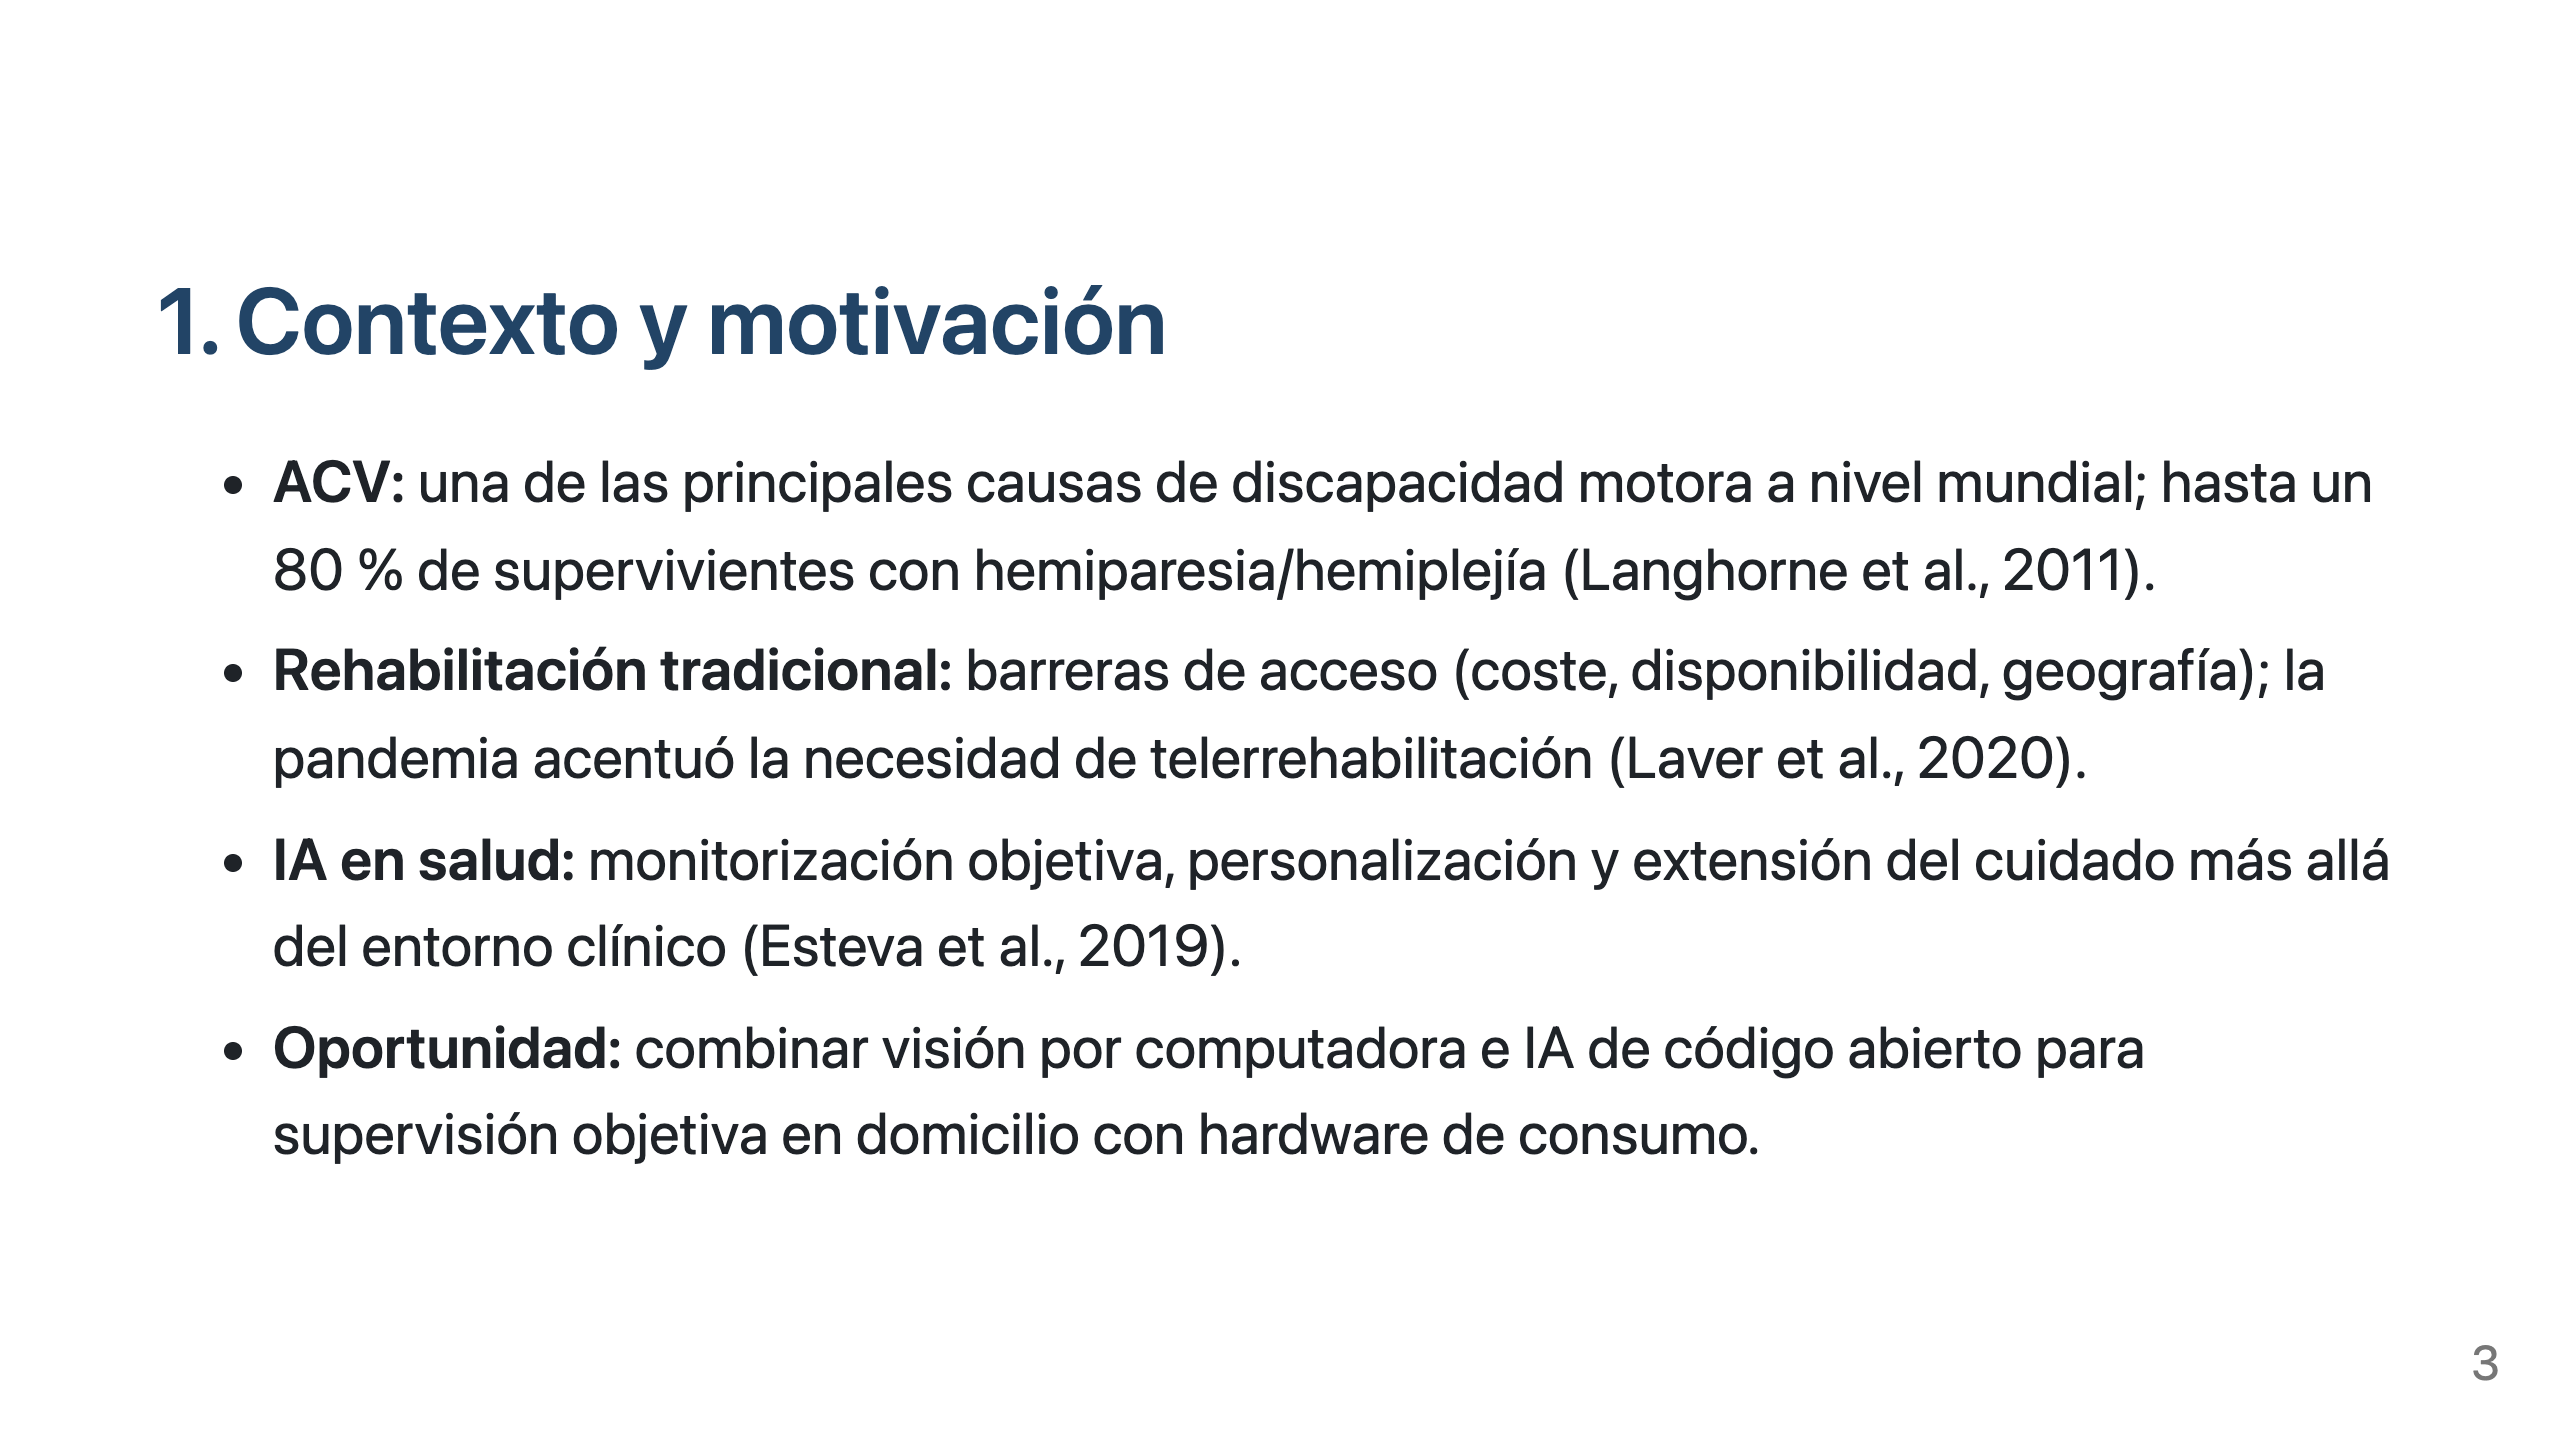 1. Contexto y motivación
• ACV: una de las principales causas de discapacidad motora a nivel mundial; hasta un
80 % de supervivientes con hemiparesia/hemiplejía (Langhorne et al., 2011).
• Rehabilitación tradicional: barreras de acceso (coste, disponibilidad, geografía); la
pandemia acentuó la necesidad de telerrehabilitación (Laver et al., 2020).
• IA en salud: monitorización objetiva, personalización y extensión del cuidado más allá
del entorno clínico (Esteva et al., 2019).
• Oportunidad: combinar visión por computadora e IA de código abierto para
supervisión objetiva en domicilio con hardware de consumo.
3